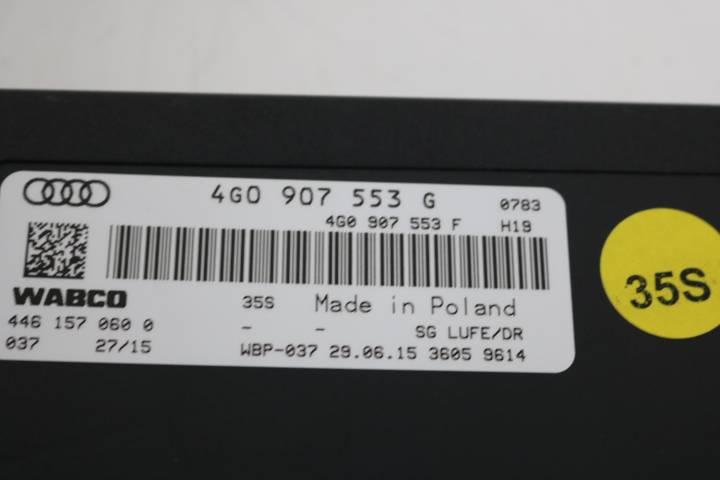 4G0 907 553 G 0783
4G0 907 553 F H19
WABCO 35S Made in Poland
446 157 060 0 - - SG LUFE/DR
037 27/15 WBP-037 29.06.15 3605 9614
35S